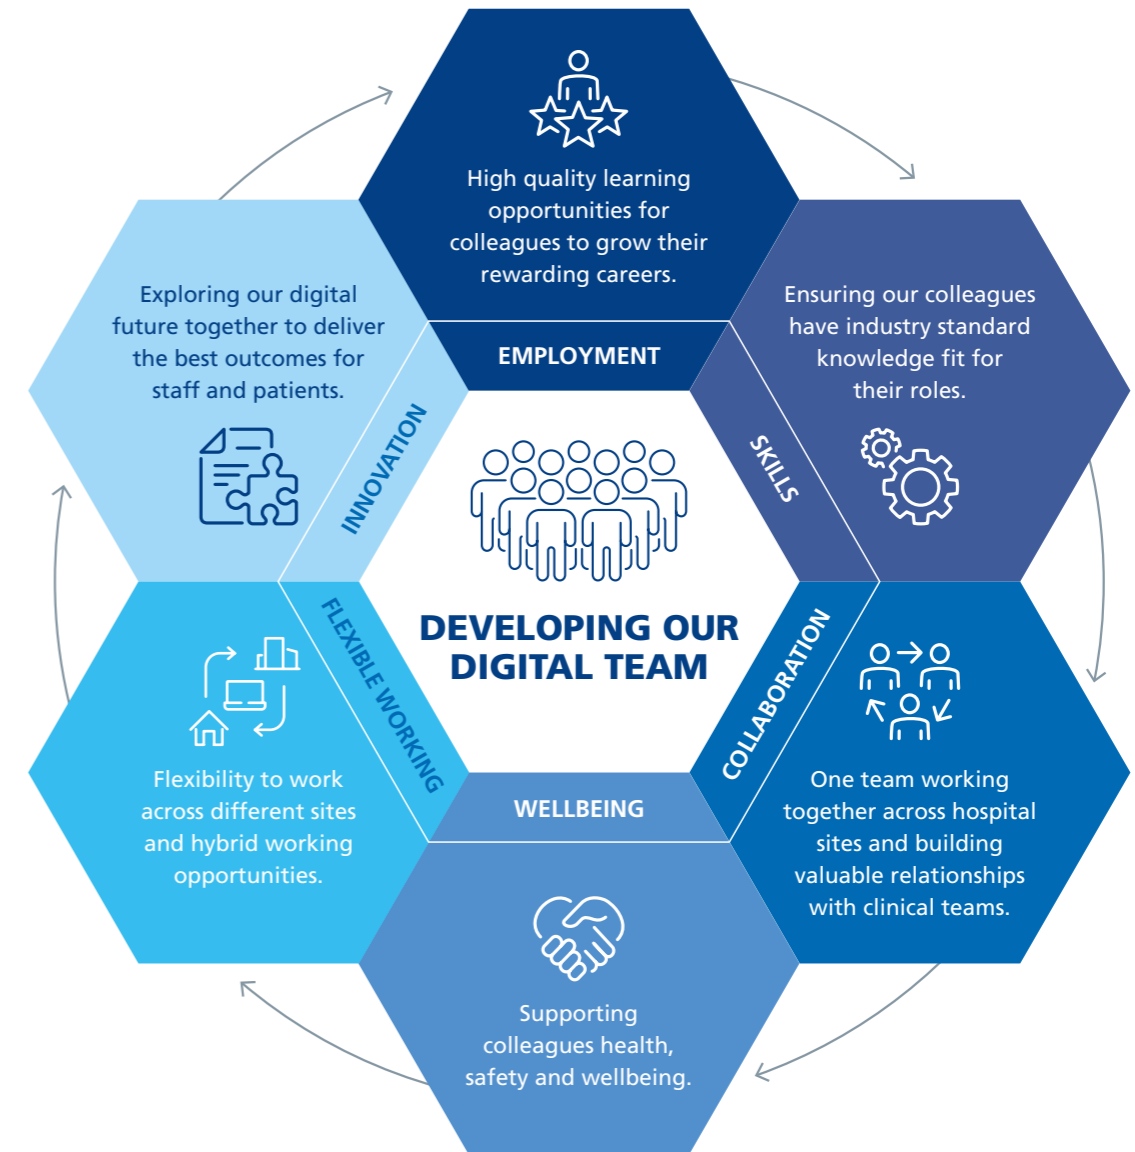 High quality learning
opportunities for
colleagues to grow their
rewarding careers.
EMPLOYMENT
Ensuring our colleagues
have industry standard
knowledge fit for
their roles.
SKILLS
One team working
together across hospital
sites and building
valuable relationships
with clinical teams.
COLLABORATION
WELLBEING
Supporting
colleagues health,
safety and wellbeing.
FLEXIBLE WORKING
Flexibility to work
across different sites
and hybrid working
opportunities.
Exploring our digital
future together to deliver
the best outcomes for
staff and patients.
INNOVATION
DEVELOPING OUR
DIGITAL TEAM